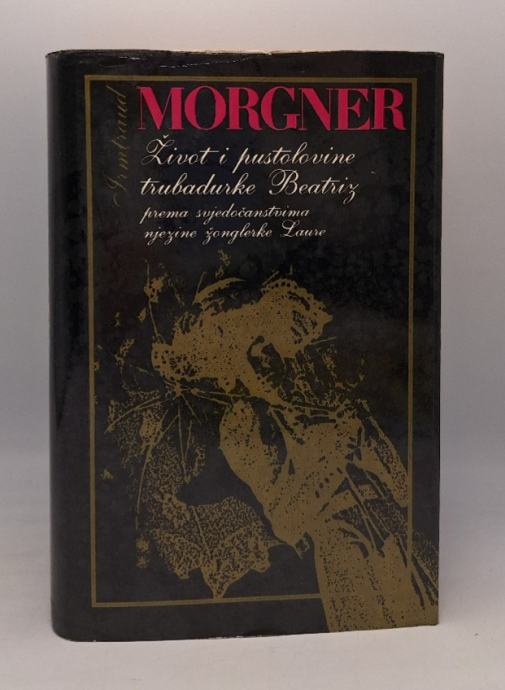 Irmtraud
MORGNER
Život i pustolovine
trubadurke Beatriz
prema svjedočanstvima
njezine žonglerke Laure